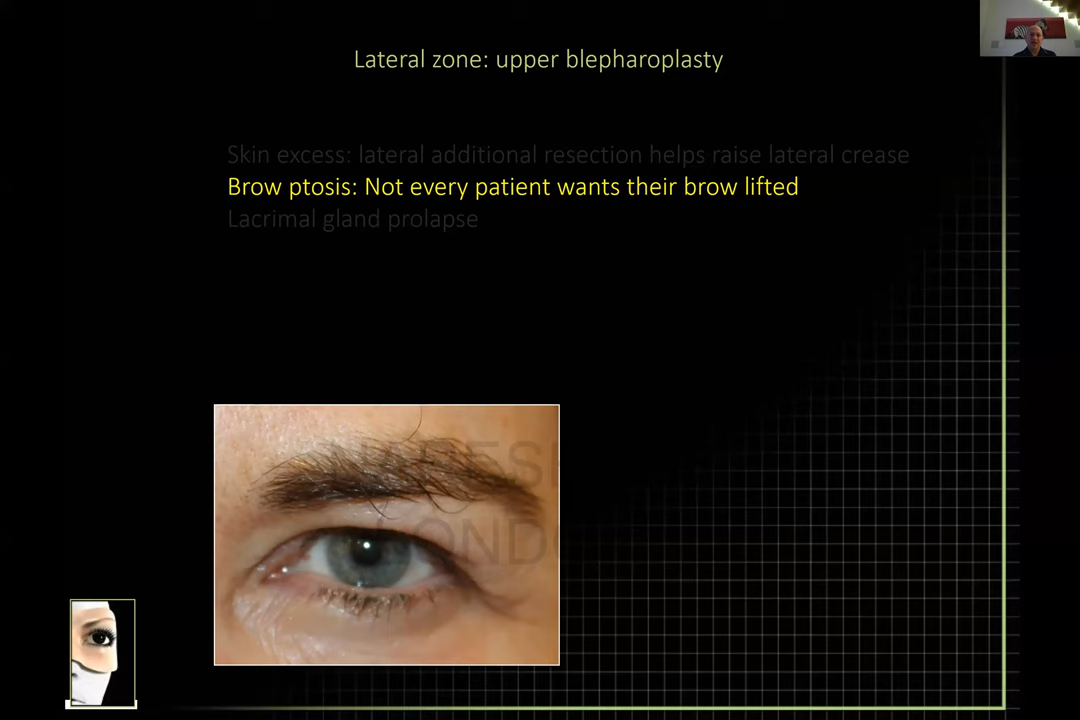 Lateral zone: upper blepharoplasty
Skin excess: lateral additional resection helps raise lateral crease
Brow ptosis: Not every patient wants their brow lifted
Lacrimal gland prolapse